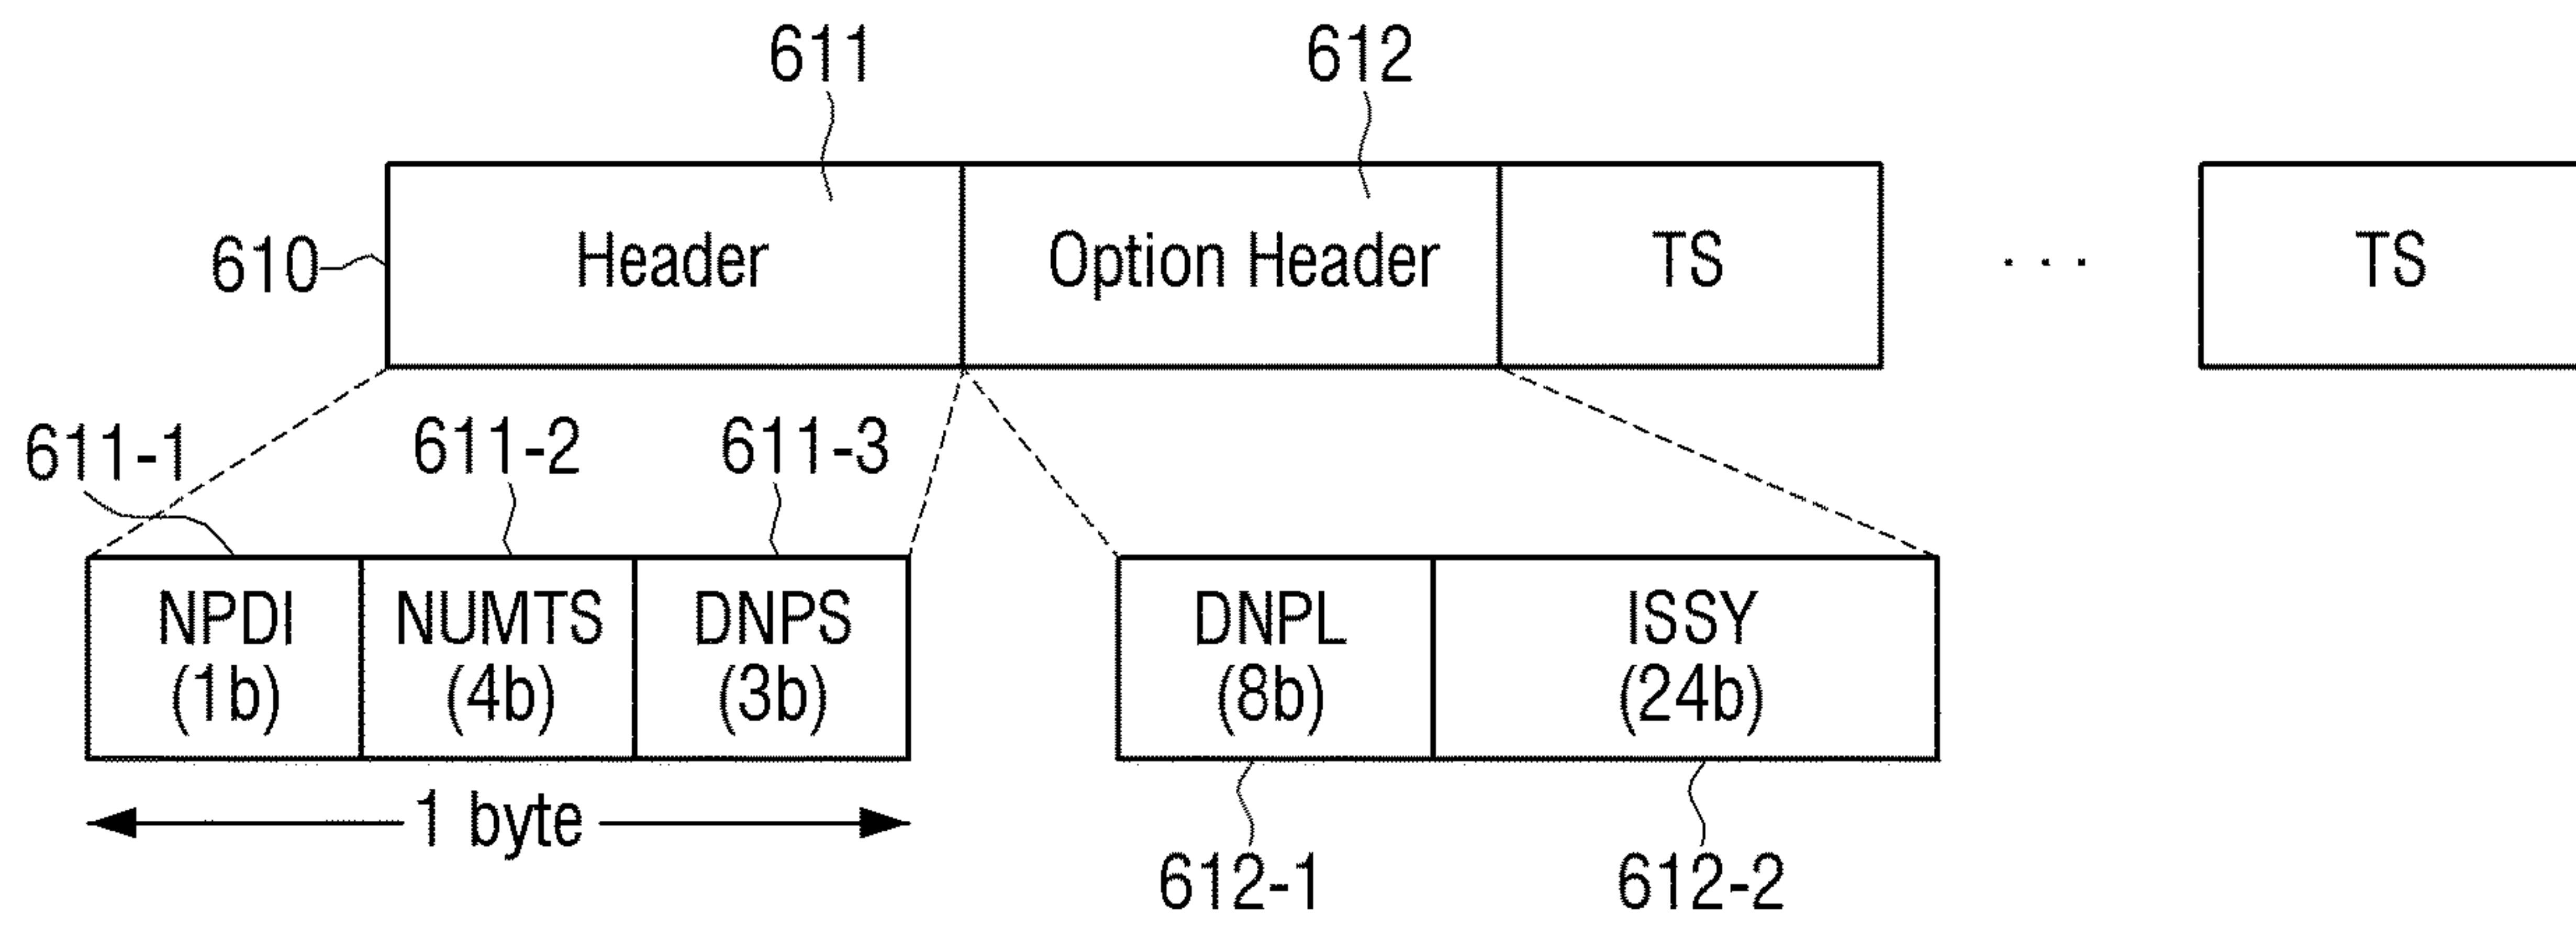 611 612
610 Header Option Header TS . . . TS
611-1 611-2 611-3
NPDI NUMTS DNPS DNPL ISSY
(1b) (4b) (3b) (8b) (24b)
1 byte
612-1 612-2